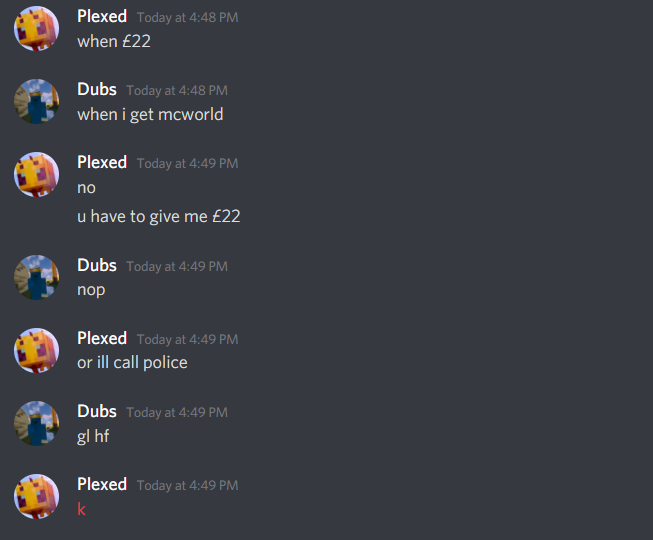 Plexed Today at 4:48 PM
when £22
Dubs Today at 4:48 PM
when i get mcworld
Plexed Today at 4:49 PM
no
u have to give me £22
Dubs Today at 4:49 PM
nop
Plexed Today at 4:49 PM
or ill call police
Dubs Today at 4:49 PM
gl hf
Plexed Today at 4:49 PM
k